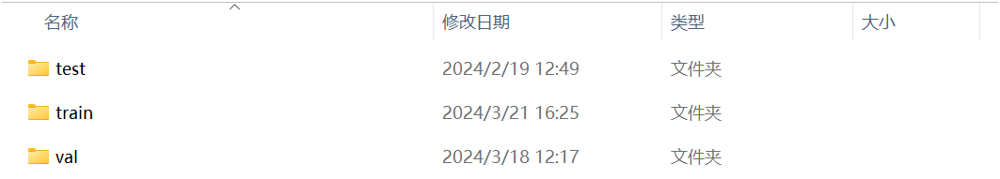 名称 修改日期 类型 大小
test 2024/2/19 12:49 文件夹
train 2024/3/21 16:25 文件夹
val 2024/3/18 12:17 文件夹